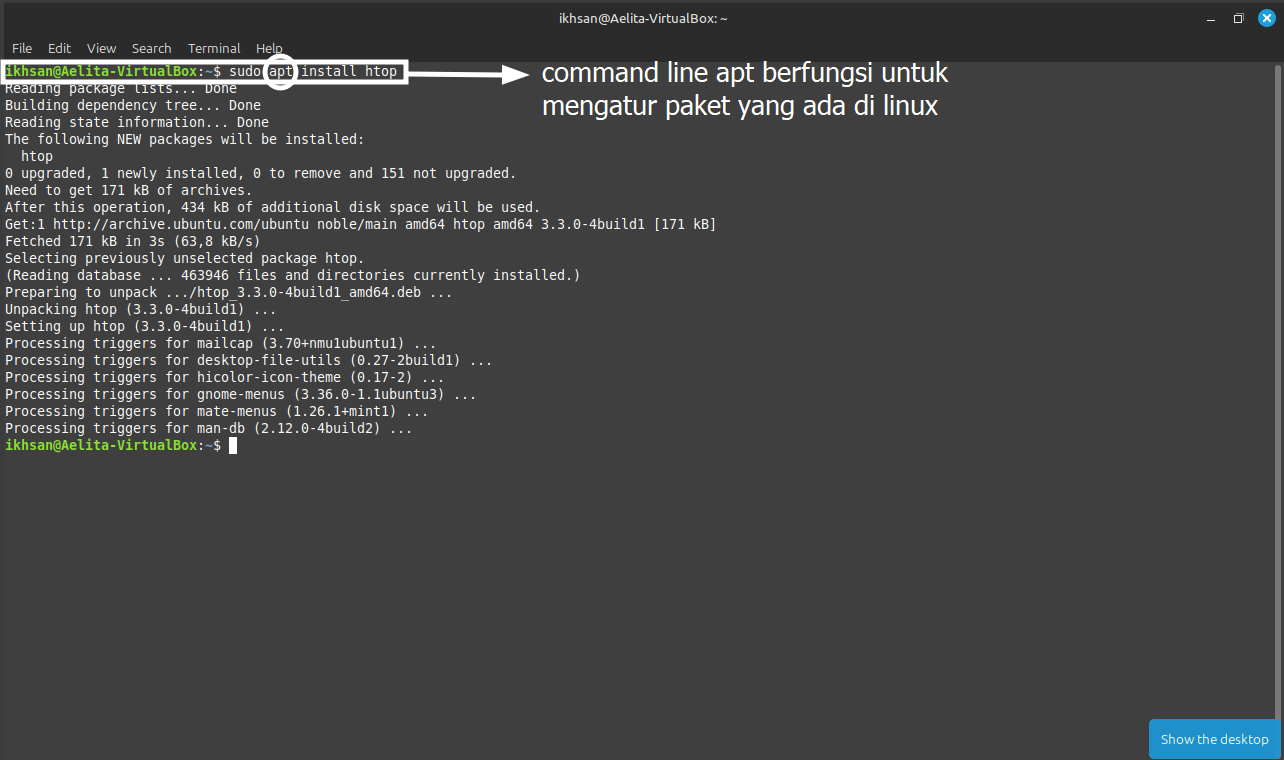 ikhsan@Aelita-VirtualBox: ~
File Edit View Search Terminal Help
ikhsan@Aelita-VirtualBox:~$ sudo apt install htop
command line apt berfungsi untuk
mengatur paket yang ada di linux
Reading package lists... Done
Building dependency tree... Done
Reading state information... Done
The following NEW packages will be installed:
  htop
0 upgraded, 1 newly installed, 0 to remove and 151 not upgraded.
Need to get 171 kB of archives.
After this operation, 434 kB of additional disk space will be used.
Get:1 http://archive.ubuntu.com/ubuntu noble/main amd64 htop amd64 3.3.0-4build1 [171 kB]
Fetched 171 kB in 3s (63,8 kB/s)
Selecting previously unselected package htop.
(Reading database ... 463946 files and directories currently installed.)
Preparing to unpack .../htop_3.3.0-4build1_amd64.deb ...
Unpacking htop (3.3.0-4build1) ...
Setting up htop (3.3.0-4build1) ...
Processing triggers for mailcap (3.70+nmu1ubuntu1) ...
Processing triggers for desktop-file-utils (0.27-2build1) ...
Processing triggers for hicolor-icon-theme (0.17-2) ...
Processing triggers for gnome-menus (3.36.0-1.1ubuntu3) ...
Processing triggers for mate-menus (1.26.1+mint1) ...
Processing triggers for man-db (2.12.0-4build2) ...
ikhsan@Aelita-VirtualBox:~$
Show the desktop